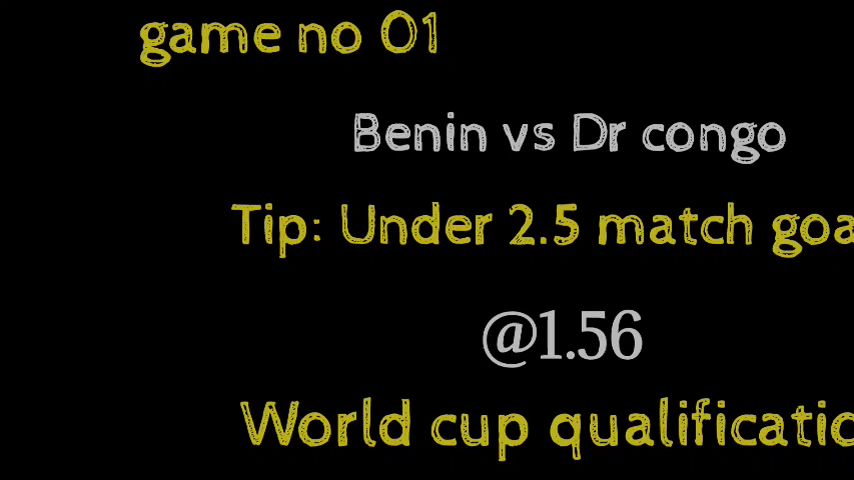 game no 01
Benin vs Dr congo
Tip: Under 2.5 match goa
@1.56
World cup qualificatio